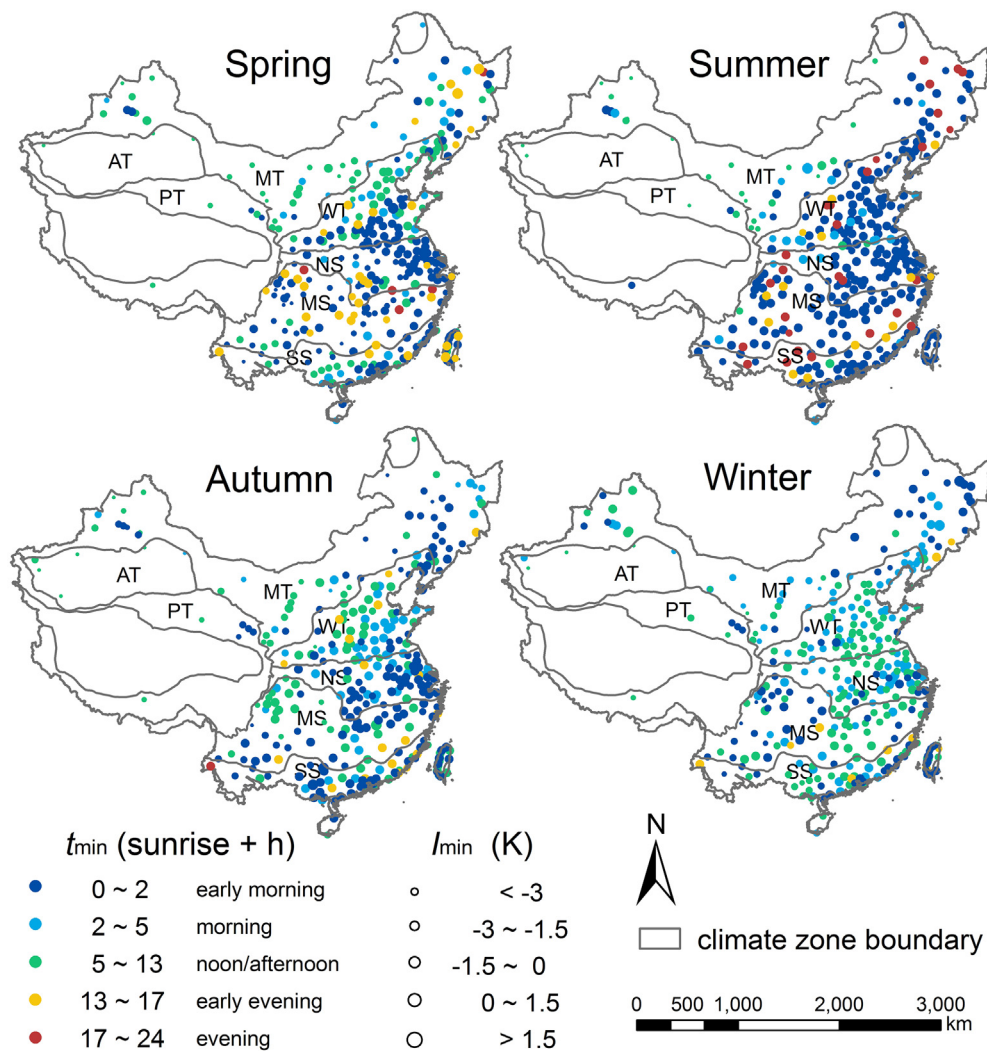 Spring
Summer
AT
PT
MT
WT
NS
MS
SS
AT
PT
MT
WT
NS
MS
SS
Autumn
Winter
AT
PT
MT
WT
NS
MS
SS
AT
PT
MT
WT
NS
MS
SS
tmin (sunrise + h)
0 ~ 2 early morning
2 ~ 5 morning
5 ~ 13 noon/afternoon
13 ~ 17 early evening
17 ~ 24 evening
Imin (K)
< -3
-3 ~ -1.5
-1.5 ~ 0
0 ~ 1.5
> 1.5
N
climate zone boundary
0 500 1,000 2,000 3,000
km